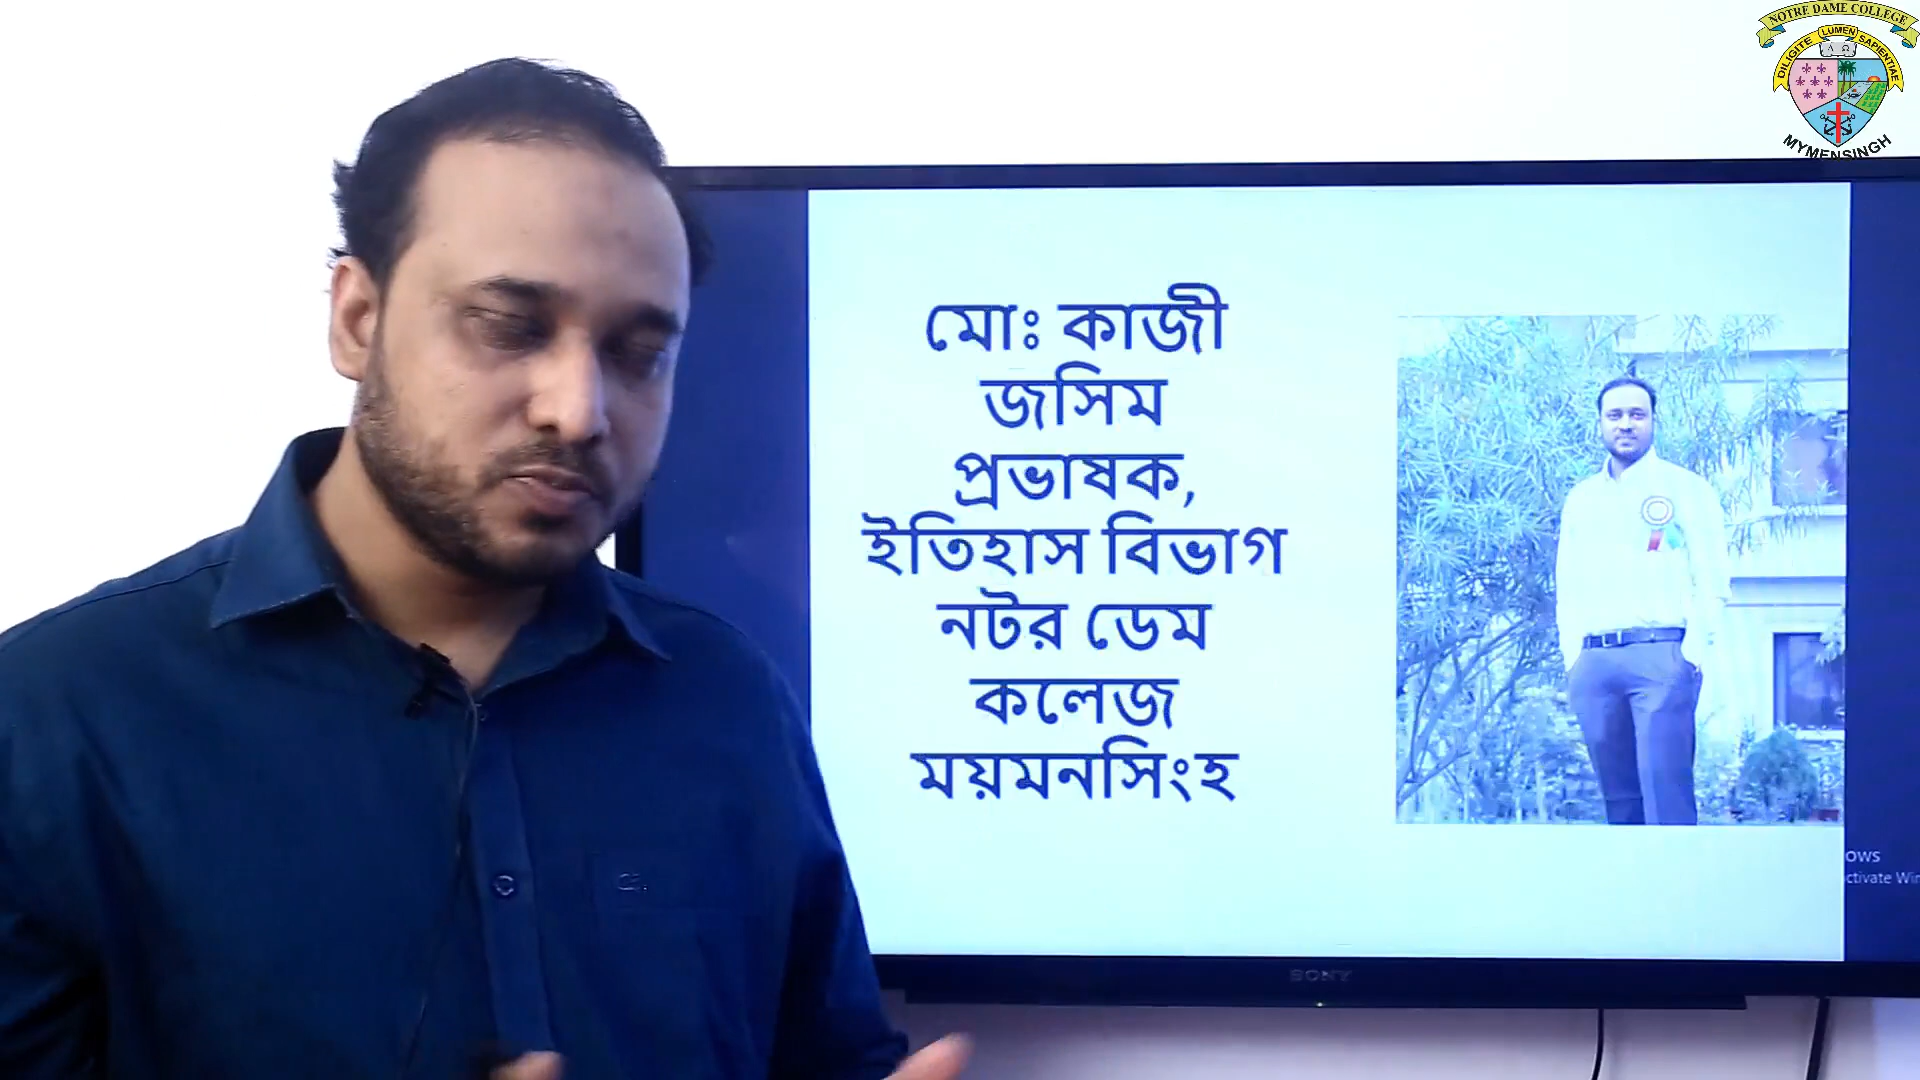 NOTRE DAME COLLEGE
DILIGITE LUMEN SAPIENTIAE
Α Ω
MYMENSINGH
মোঃ কাজী
জসিম
প্রভাষক,
ইতিহাস বিভাগ
নটর ডেম
কলেজ
ময়মনসিংহ
SONY